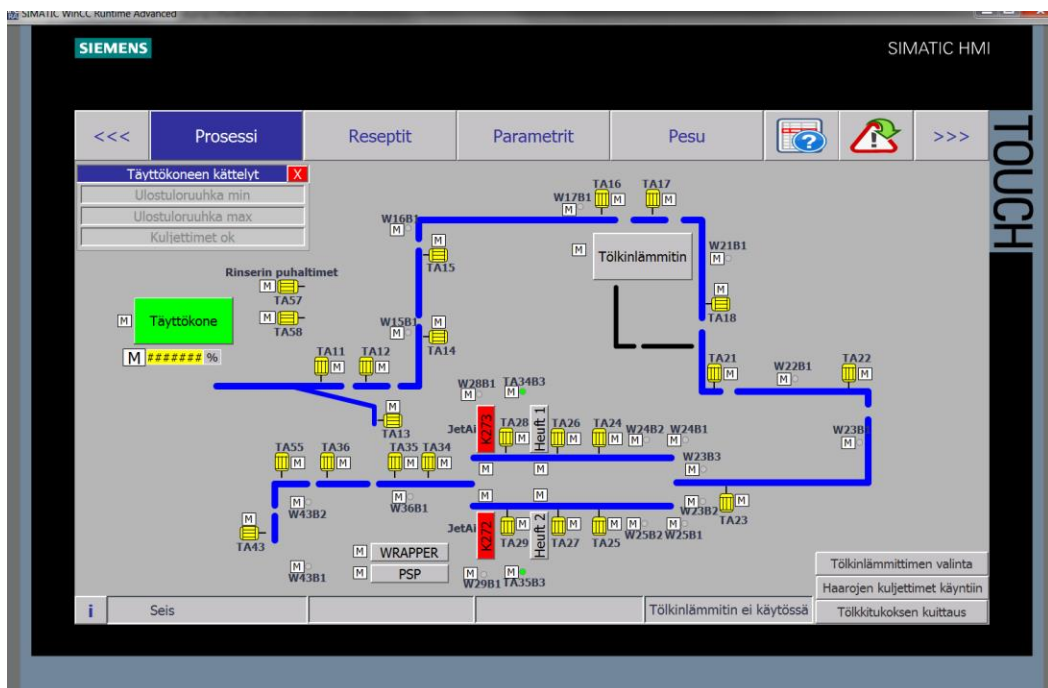 SIMATIC WinCC Runtime Advanced
SIEMENS
SIMATIC HMI
TOUCH
<<< Prosessi Reseptit Parametrit Pesu >>>
Täyttökoneen kättelyt X
Ulostuloruuhka min
Ulostuloruuhka max
Kuljettimet ok
TA16 TA17
W17B1
M M M
W16B1
M
M
TA15
M
Tölkinlämmitin
W21B1
M
Rinserin puhaltimet
M
TA57
M
TA58
M
Täyttökone
M ####### %
W15B1
M
M
TA14
M
TA18
TA11 TA12
M M
TA21
M
W22B1
M
TA22
M
M
TA13
W28B1 TA34B3
M M
JetAi
K273
TA28
M
Heuft 1
TA26
M
TA24
M
W24B2 W24B1
M M
W23B3
M
W23B
M
M M
TA55 TA36 TA35 TA34
M M M M
M
W43B2
M
W36B1
M M
M
W23B2
M
TA23
M
TA43
JetAi
K272
M
TA29
Heuft 2
M
TA27
M
TA25
M M
W25B2 W25B1
M WRAPPER
M PSP
M
W43B1
M M
W29B1 TA35B3
Tölkinlämmittimen valinta
Haarojen kuljettimet käyntiin
Tölkkitukoksen kuittaus
i Seis Tölkinlämmitin ei käytössä